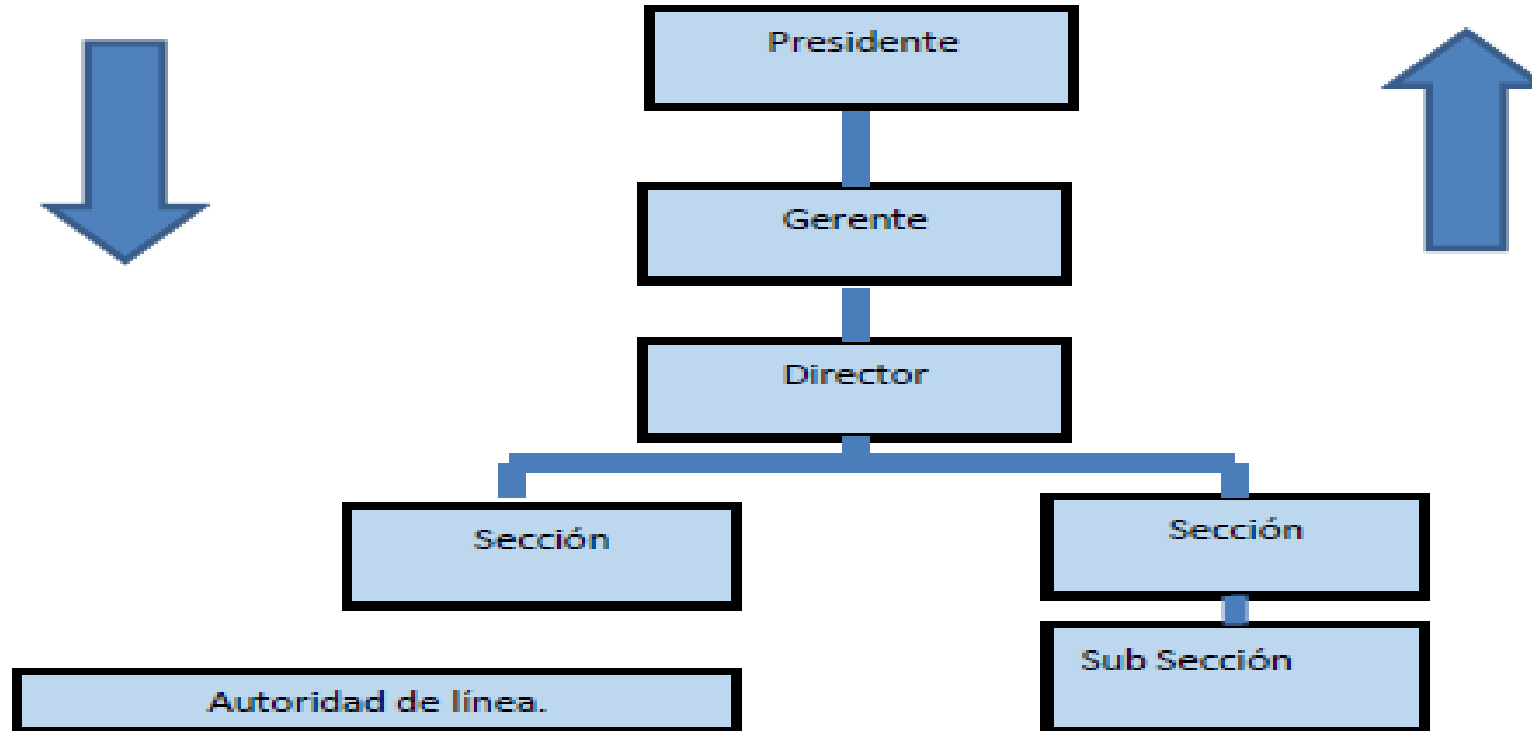 Presidente
Gerente
Director
Sección
Sección
Sub Sección
Autoridad de línea.